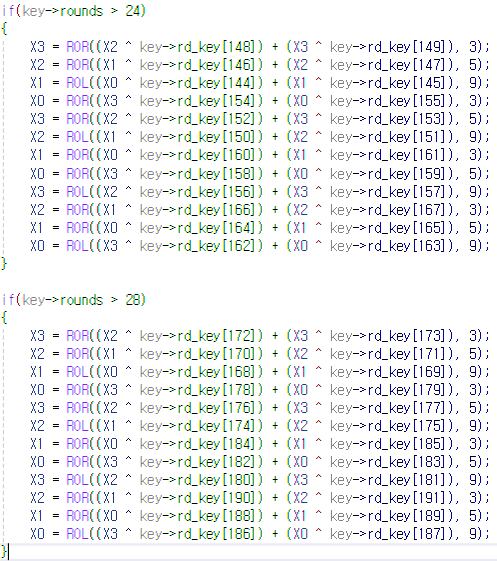 if(key->rounds > 24)
{
X3 = ROR((X2 ^ key->rd_key[148]) + (X3 ^ key->rd_key[149]), 3);
X2 = ROR((X1 ^ key->rd_key[146]) + (X2 ^ key->rd_key[147]), 5);
X1 = ROL((X0 ^ key->rd_key[144]) + (X1 ^ key->rd_key[145]), 9);
X0 = ROR((X3 ^ key->rd_key[154]) + (X0 ^ key->rd_key[155]), 3);
X3 = ROR((X2 ^ key->rd_key[152]) + (X3 ^ key->rd_key[153]), 5);
X2 = ROL((X1 ^ key->rd_key[150]) + (X2 ^ key->rd_key[151]), 9);
X1 = ROR((X0 ^ key->rd_key[160]) + (X1 ^ key->rd_key[161]), 3);
X0 = ROR((X3 ^ key->rd_key[158]) + (X0 ^ key->rd_key[159]), 5);
X3 = ROL((X2 ^ key->rd_key[156]) + (X3 ^ key->rd_key[157]), 9);
X2 = ROR((X1 ^ key->rd_key[166]) + (X2 ^ key->rd_key[167]), 3);
X1 = ROR((X0 ^ key->rd_key[164]) + (X1 ^ key->rd_key[165]), 5);
X0 = ROL((X3 ^ key->rd_key[162]) + (X0 ^ key->rd_key[163]), 9);
}
if(key->rounds > 28)
{
X3 = ROR((X2 ^ key->rd_key[172]) + (X3 ^ key->rd_key[173]), 3);
X2 = ROR((X1 ^ key->rd_key[170]) + (X2 ^ key->rd_key[171]), 5);
X1 = ROL((X0 ^ key->rd_key[168]) + (X1 ^ key->rd_key[169]), 9);
X0 = ROR((X3 ^ key->rd_key[178]) + (X0 ^ key->rd_key[179]), 3);
X3 = ROR((X2 ^ key->rd_key[176]) + (X3 ^ key->rd_key[177]), 5);
X2 = ROL((X1 ^ key->rd_key[174]) + (X2 ^ key->rd_key[175]), 9);
X1 = ROR((X0 ^ key->rd_key[184]) + (X1 ^ key->rd_key[185]), 3);
X0 = ROR((X3 ^ key->rd_key[182]) + (X0 ^ key->rd_key[183]), 5);
X3 = ROL((X2 ^ key->rd_key[180]) + (X3 ^ key->rd_key[181]), 9);
X2 = ROR((X1 ^ key->rd_key[190]) + (X2 ^ key->rd_key[191]), 3);
X1 = ROR((X0 ^ key->rd_key[188]) + (X1 ^ key->rd_key[189]), 5);
X0 = ROL((X3 ^ key->rd_key[186]) + (X0 ^ key->rd_key[187]), 9);
}